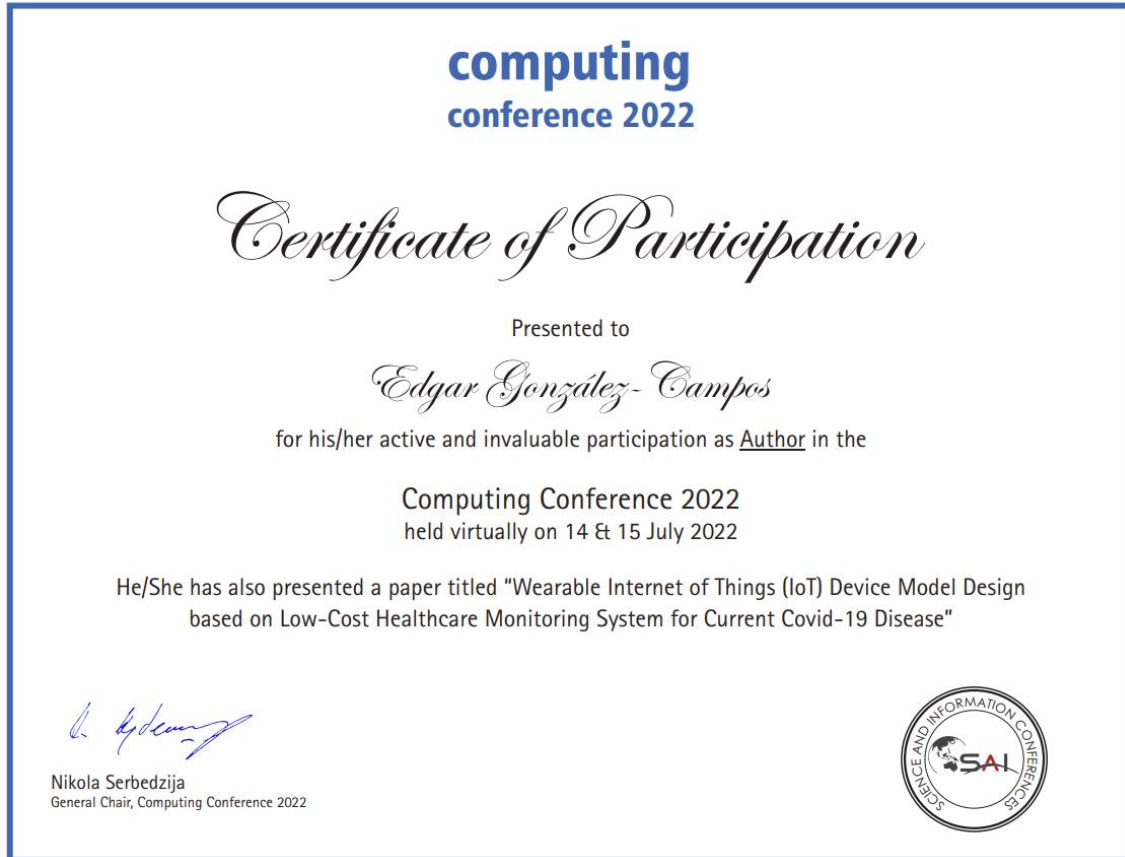 computing
conference 2022
Certificate of Participation
Presented to
Edgar González-Campos
for his/her active and invaluable participation as Author in the
Computing Conference 2022
held virtually on 14 & 15 July 2022
He/She has also presented a paper titled “Wearable Internet of Things (IoT) Device Model Design
based on Low-Cost Healthcare Monitoring System for Current Covid-19 Disease”
Nikola Serbedzija
General Chair, Computing Conference 2022
SCIENCE AND INFORMATION CONFERENCES
SAI